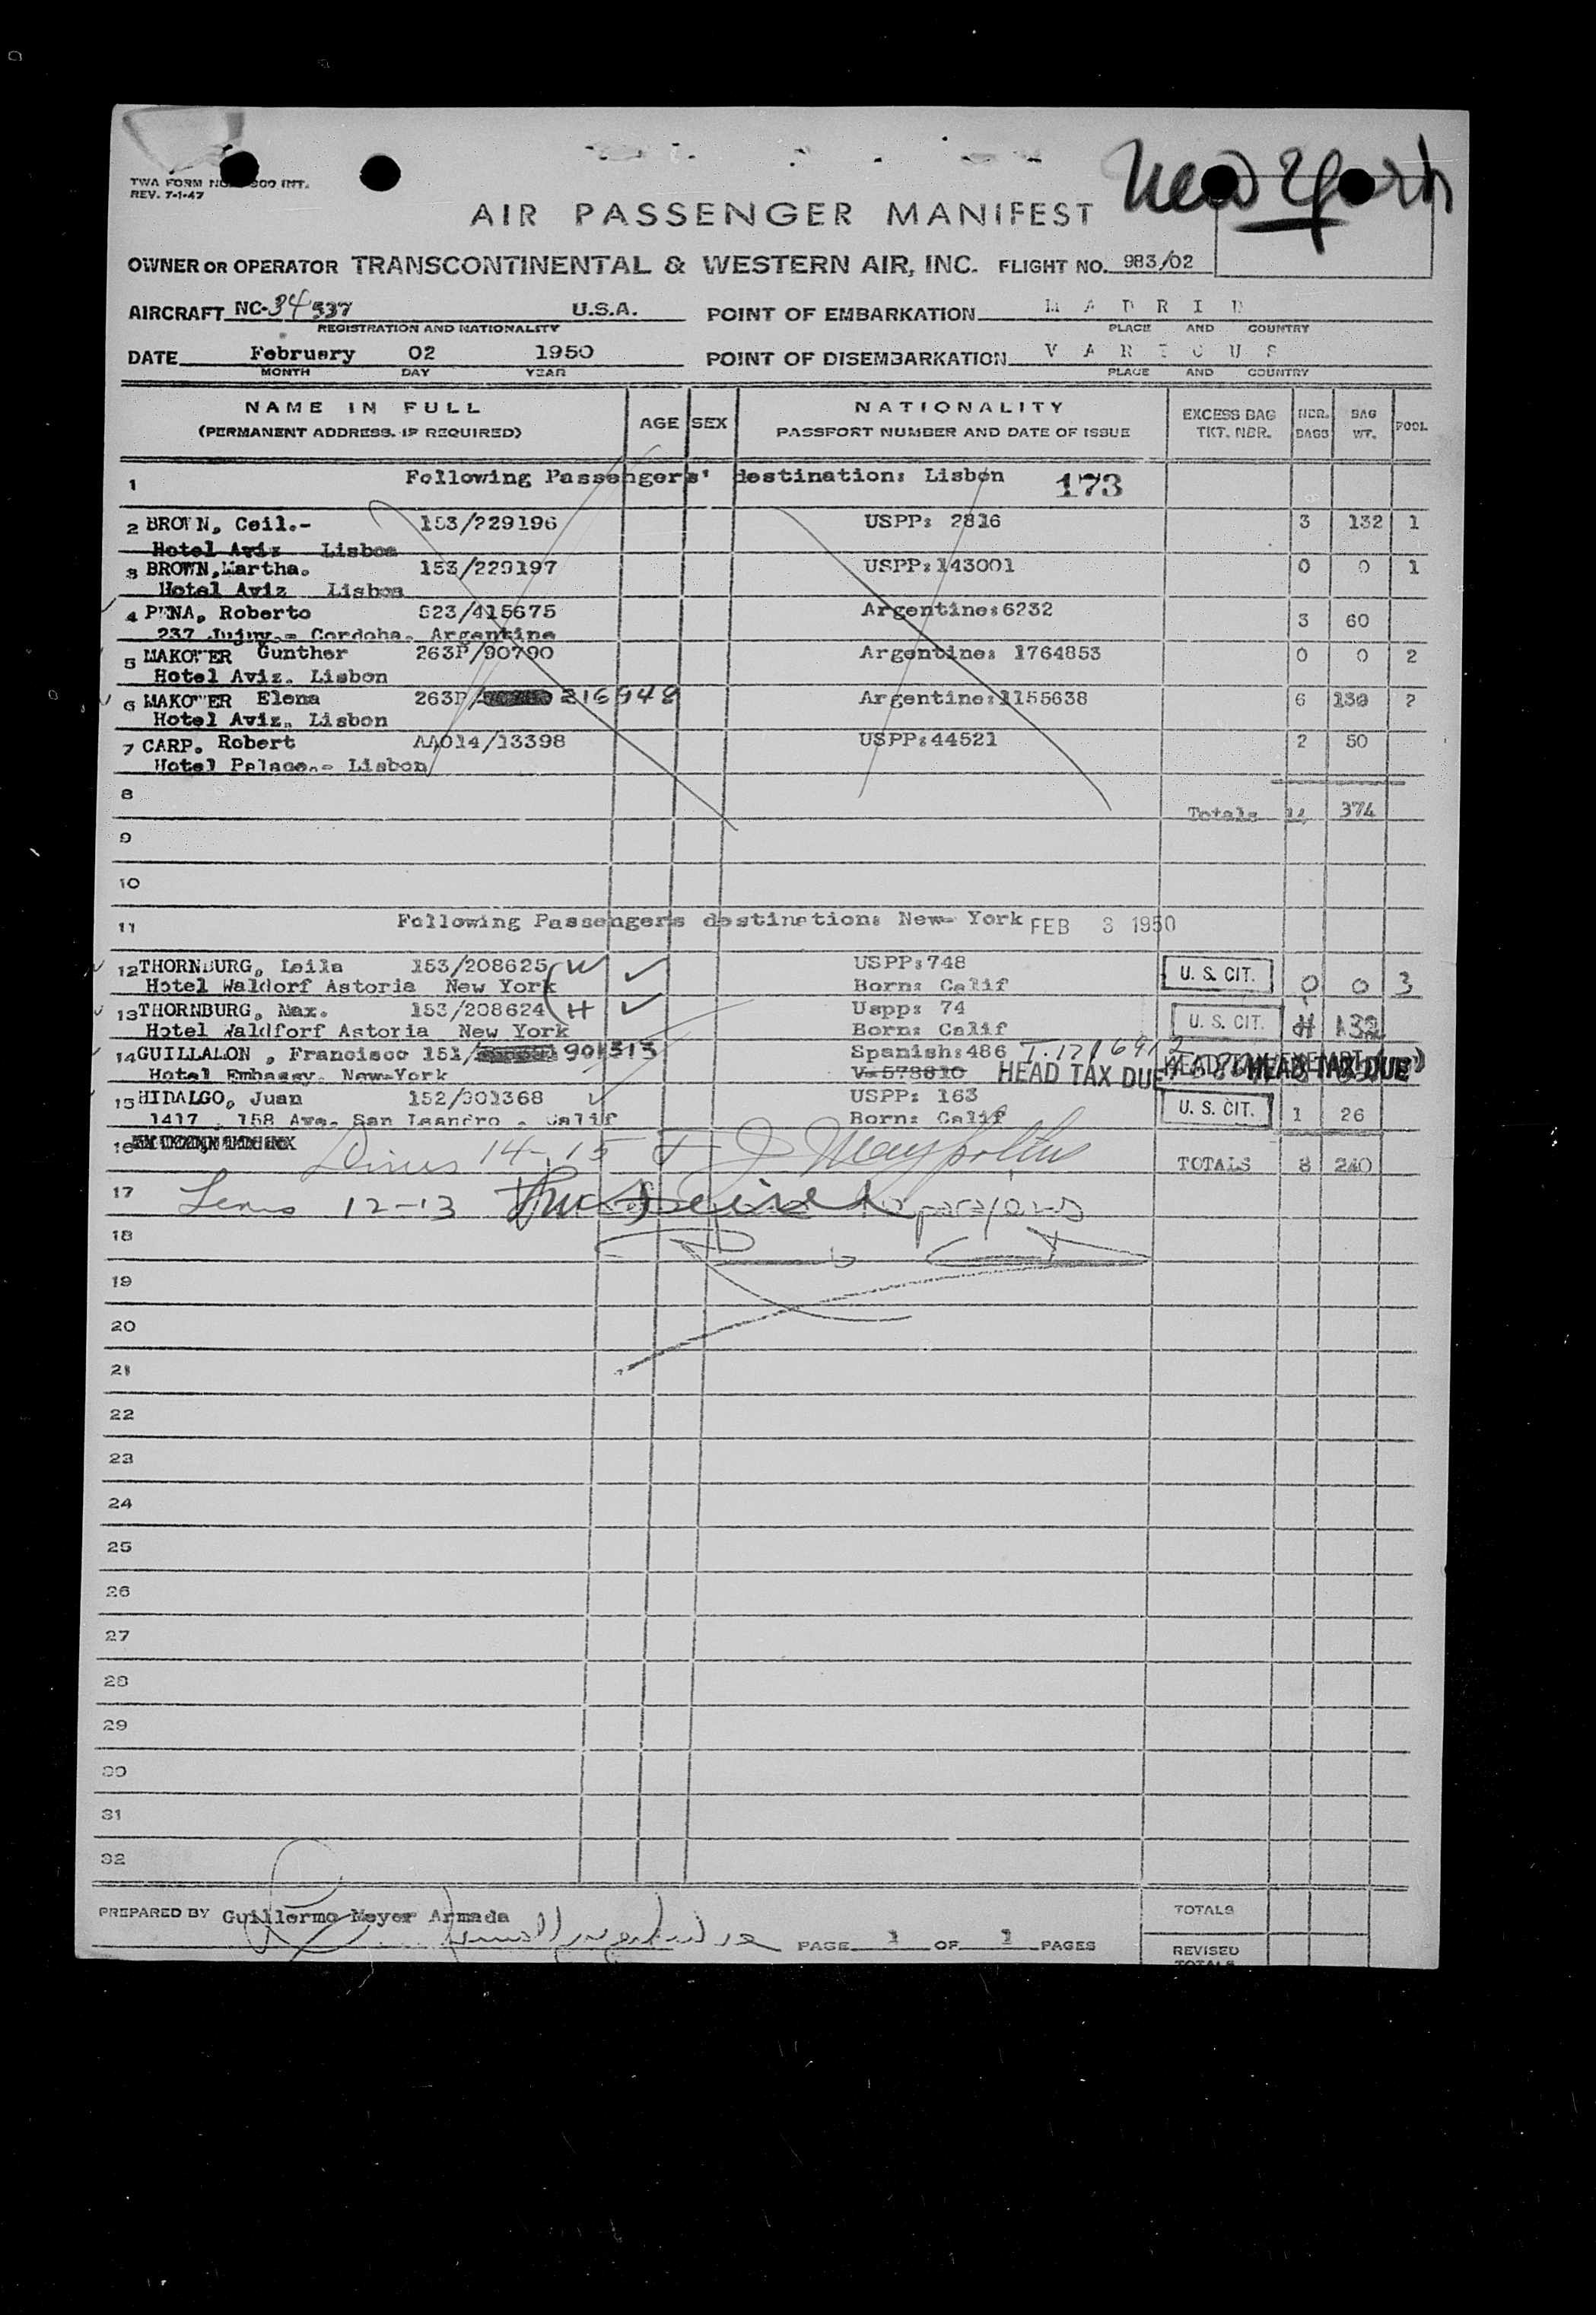 New York
TWA FORM NO. 300 INT.
REV. 7-1-47
AIR PASSENGER MANIFEST
OWNER OR OPERATOR TRANSCONTINENTAL & WESTERN AIR, INC. FLIGHT NO. 983/02
AIRCRAFT NC-34537 U.S.A. POINT OF EMBARKATION M A D R I D
REGISTRATION AND NATIONALITY PLACE AND COUNTRY
DATE February 02 1950 POINT OF DISEMBARKATION V A R I O U S
MONTH DAY YEAR PLACE AND COUNTRY
NAME IN FULL AGE SEX NATIONALITY EXCESS BAG NBR. BAG POOL
(PERMANENT ADDRESS, IF REQUIRED) PASSPORT NUMBER AND DATE OF ISSUE TKT. NBR. BAGS WT.
1 Following Passengers' destination: Lisbon 173
2 BROWN, Ceil.- 153/229196 USPP: 2816 3 132 1
Hotel Aviz Lisboa
3 BROWN, Martha. 153/229197 USPP:143001 0 0 1
Hotel Aviz Lisboa
4 PENA, Roberto 623/415675 Argentine:6232 3 60
237 Jujuy.- Cordoba. Argentine
5 MAKOWER Gunther 263P/90790 Argentine: 1764853 0 0 2
Hotel Aviz. Lisbon
6 MAKOWER Elena 263P/ 216948 Argentine:1155638 6 2
Hotel Aviz. Lisbon
7 CARP. Robert AA014/13398 USPP:44521 2 50
Hotel Palace.- Lisbon
8 Totals 14 374
9
10
11 Following Passengers destination: New-York FEB 3 1950
12 THORNBURG, Leila 153/208625 W USPP:748 U. S. CIT. 0 0 3
Hotel Waldorf Astoria New York Born: Calif
13 THORNBURG, Max. 153/208624 H Uspp: 74 U. S. CIT. 132
Hotel Waldforf Astoria New York Born: Calif
14 GUILLALON , Francisco 151/ 901313 Spanish:486
Hotel Embassy. New-York V-578810 HEAD TAX DUE HEAD TAX DUE
15 HIDALGO, Juan 152/901368 USPP: 163 U. S. CIT. 1 26
1417 . 158 Ave. San Leandro . Calif Born: Calif
16 14-15 TOTALS 8 240
17 12-13
18
19
20
21
22
23
24
25
26
27
28
29
30
31
32
PREPARED BY Guillermo Meyer Armada TOTALS
PAGE 1 OF 1 PAGES REVISED
TOTALS